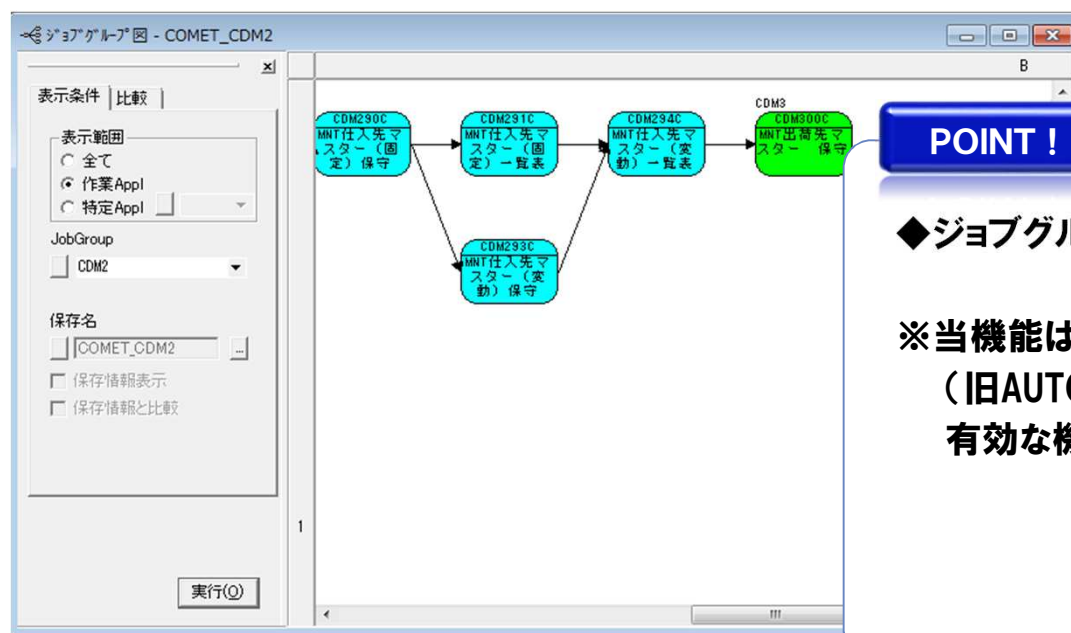 ｼﾞｮﾌﾞｸﾞﾙｰﾌﾟ図 - COMET_CDM2
表示条件
比較
表示範囲
全て
作業Appl
特定Appl
JobGroup
CDM2
保存名
COMET_CDM2
...
保存情報表示
保存情報と比較
実行(O)
B
1
CDM290C
MNT仕入先マ
スター（固
定）保守
CDM291C
MNT仕入先マ
スター（固
定）一覧表
CDM294C
MNT仕入先マ
スター（変
動）一覧表
CDM3
CDM300C
MNT出荷先マ
スター　保守
CDM293C
MNT仕入先マ
スター（変
動）保守
POINT！
◆ジョブグル
※当機能は
（旧AUTO
有効な機